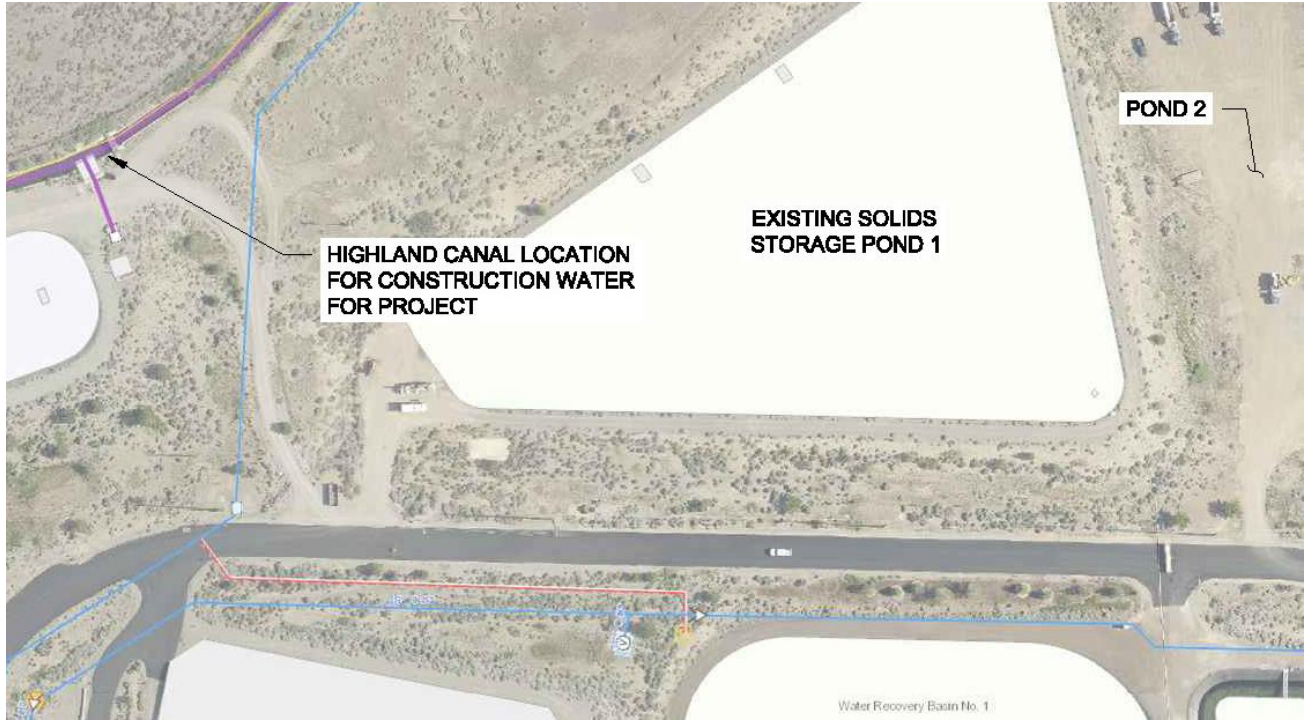 POND 2
EXISTING SOLIDS
STORAGE POND 1
HIGHLAND CANAL LOCATION
FOR CONSTRUCTION WATER
FOR PROJECT
Water Recovery Basin No. 1